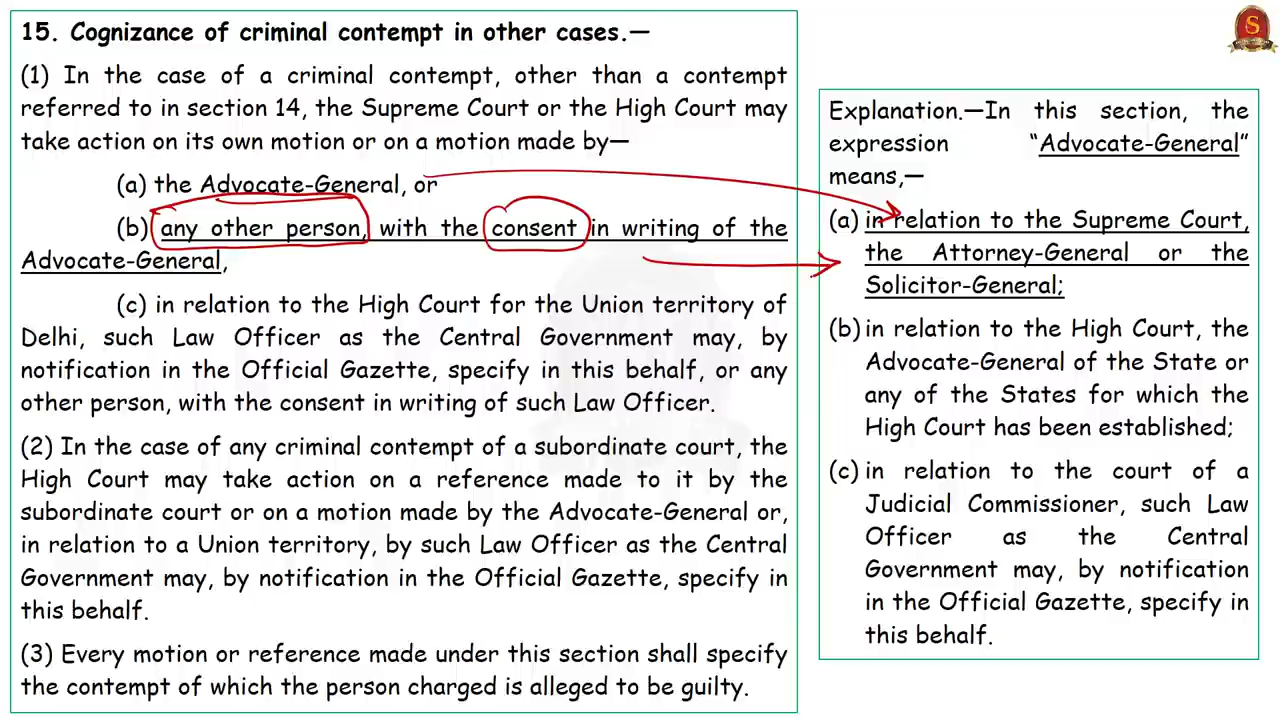 15. Cognizance of criminal contempt in other cases.—
(1) In the case of a criminal contempt, other than a contempt
referred to in section 14, the Supreme Court or the High Court may
take action on its own motion or on a motion made by—
(a) the Advocate-General, or
(b) any other person, with the consent in writing of the
Advocate-General,
(c) in relation to the High Court for the Union territory of
Delhi, such Law Officer as the Central Government may, by
notification in the Official Gazette, specify in this behalf, or any
other person, with the consent in writing of such Law Officer.
(2) In the case of any criminal contempt of a subordinate court, the
High Court may take action on a reference made to it by the
subordinate court or on a motion made by the Advocate-General or,
in relation to a Union territory, by such Law Officer as the Central
Government may, by notification in the Official Gazette, specify in
this behalf.
(3) Every motion or reference made under this section shall specify
the contempt of which the person charged is alleged to be guilty.
Explanation.—In this section, the
expression “Advocate-General”
means,—
(a) in relation to the Supreme Court,
the Attorney-General or the
Solicitor-General;
(b) in relation to the High Court, the
Advocate-General of the State or
any of the States for which the
High Court has been established;
(c) in relation to the court of a
Judicial Commissioner, such Law
Officer as the Central
Government may, by notification
in the Official Gazette, specify in
this behalf.
S